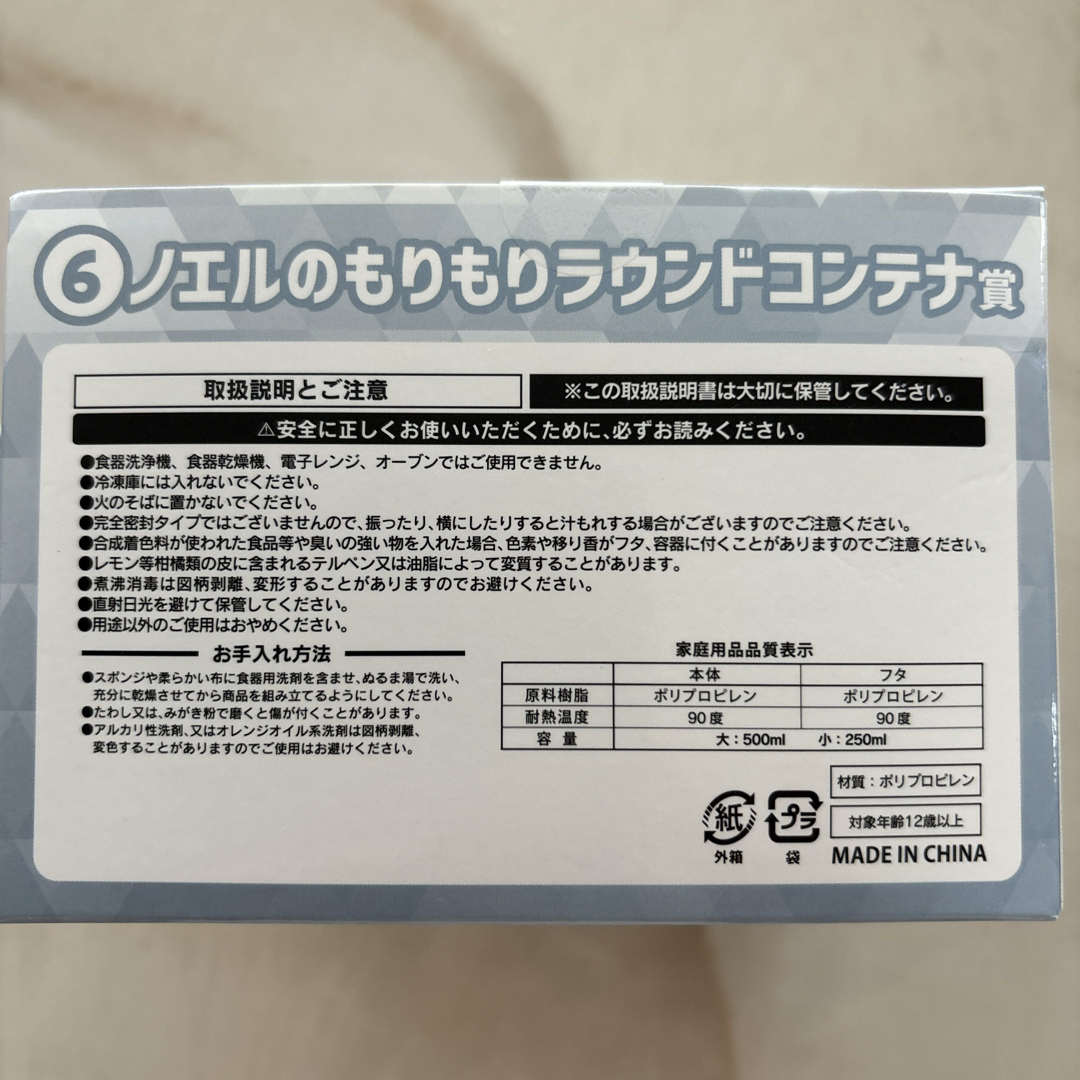 ⑥ノエルのもりもりラウンドコンテナ賞
取扱説明とご注意
※この取扱説明書は大切に保管してください。
⚠安全に正しくお使いいただくために、必ずお読みください。
●食器洗浄機、食器乾燥機、電子レンジ、オーブンではご使用できません。
●冷凍庫には入れないでください。
●火のそばに置かないでください。
●完全密封タイプではございませんので、振ったり、横にしたりすると汁もれする場合がございますのでご注意ください。
●合成着色料が使われた食品等や臭いの強い物を入れた場合、色素や移り香がフタ、容器に付くことがありますのでご注意ください。
●レモン等柑橘類の皮に含まれるテルペン又は油脂によって変質することがあります。
●煮沸消毒は図柄剥離、変形することがありますのでお避けください。
●直射日光を避けて保管してください。
●用途以外のご使用はおやめください。
お手入れ方法
●スポンジや柔らかい布に食器用洗剤を含ませ、ぬるま湯で洗い、
充分に乾燥させてから商品を組み立てるようにしてください。
●たわし又は、みがき粉で磨くと傷が付くことがあります。
●アルカリ性洗剤、又はオレンジオイル系洗剤は図柄剥離、
変色することがありますのでご使用はお避けください。
家庭用品品質表示
本体 フタ
原料樹脂 ポリプロピレン ポリプロピレン
耐熱温度 90度 90度
容量 大：500ml 小：250ml
材質：ポリプロピレン
紙 プラ
対象年齢12歳以上
外箱 袋
MADE IN CHINA